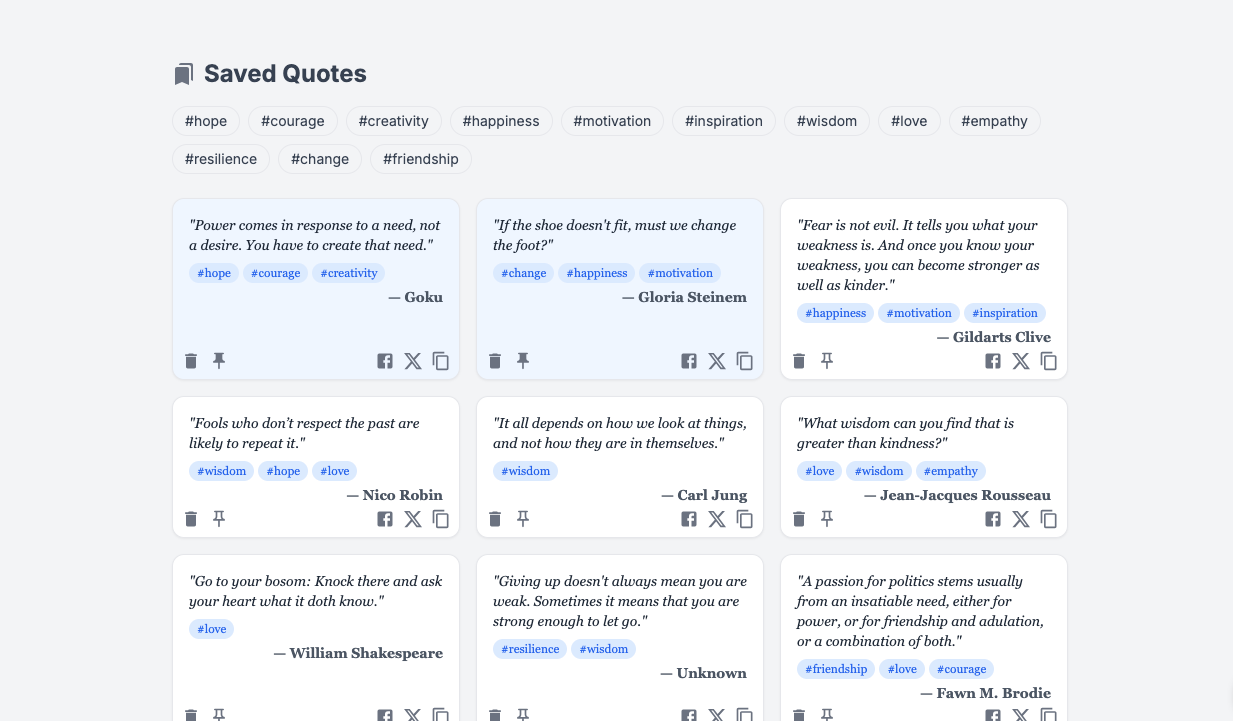 Saved Quotes
#hope #courage #creativity #happiness #motivation #inspiration #wisdom #love #empathy
#resilience #change #friendship
"Power comes in response to a need, not
a desire. You have to create that need."
#hope #courage #creativity
— Goku
"If the shoe doesn't fit, must we change
the foot?"
#change #happiness #motivation
— Gloria Steinem
"Fear is not evil. It tells you what your
weakness is. And once you know your
weakness, you can become stronger as
well as kinder."
#happiness #motivation #inspiration
— Gildarts Clive
"Fools who don’t respect the past are
likely to repeat it."
#wisdom #hope #love
— Nico Robin
"It all depends on how we look at things,
and not how they are in themselves."
#wisdom
— Carl Jung
"What wisdom can you find that is
greater than kindness?"
#love #wisdom #empathy
— Jean-Jacques Rousseau
"Go to your bosom: Knock there and ask
your heart what it doth know."
#love
— William Shakespeare
"Giving up doesn't always mean you are
weak. Sometimes it means that you are
strong enough to let go."
#resilience #wisdom
— Unknown
"A passion for politics stems usually
from an insatiable need, either for
power, or for friendship and adulation,
or a combination of both."
#friendship #love #courage
— Fawn M. Brodie